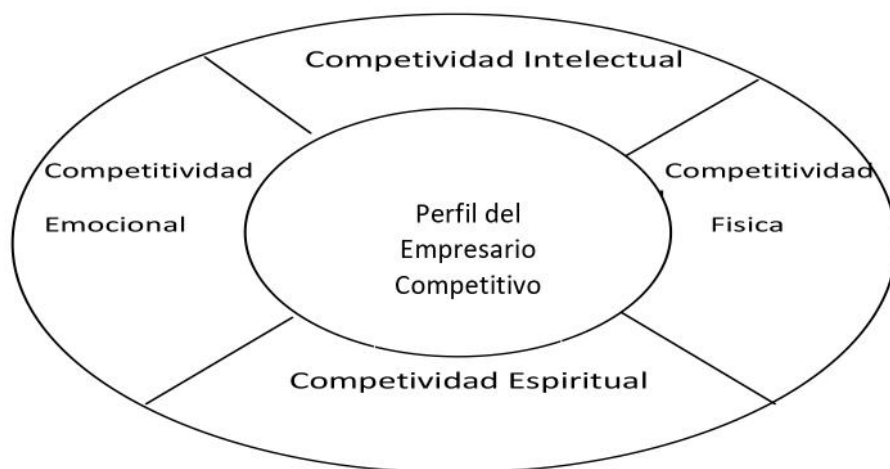 Competividad Intelectual
Competitividad
Emocional
Perfil del
Empresario
Competitivo
Competitividad
Fisica
Competividad Espiritual